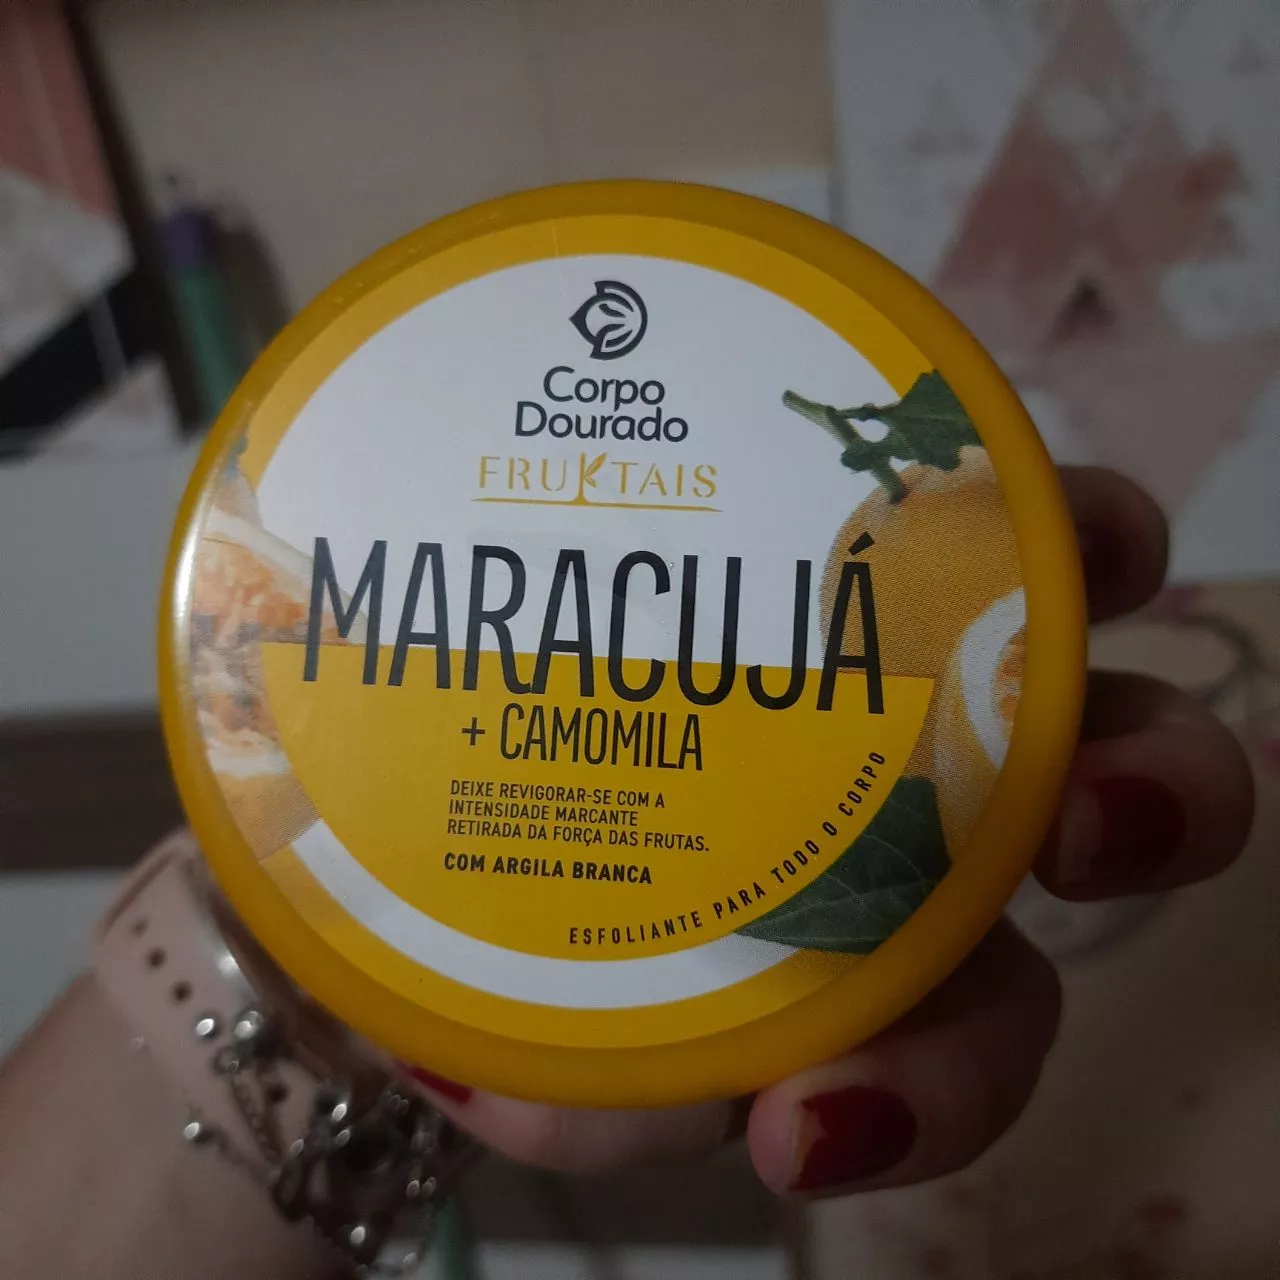 Corpo
Dourado
FRUKTAIS
MARACUJÁ
+ CAMOMILA
DEIXE REVIGORAR-SE COM A
INTENSIDADE MARCANTE
RETIRADA DA FORÇA DAS FRUTAS.
COM ARGILA BRANCA
ESFOLIANTE PARA TODO O CORPO